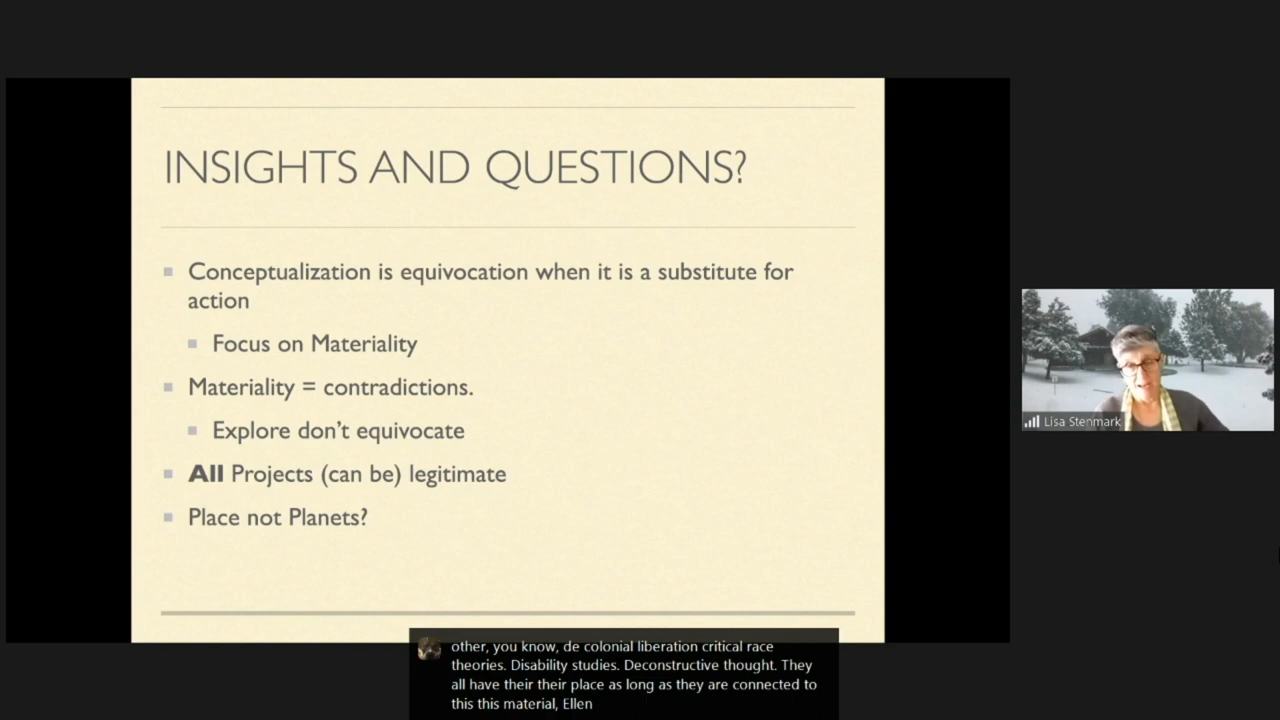 INSIGHTS AND QUESTIONS?
Conceptualization is equivocation when it is a substitute for
action
Focus on Materiality
Materiality = contradictions.
Explore don't equivocate
All Projects (can be) legitimate
Place not Planets?
Lisa Stenmark
other, you know, de colonial liberation critical race
theories. Disability studies. Deconstructive thought. They
all have their their place as long as they are connected to
this this material, Ellen